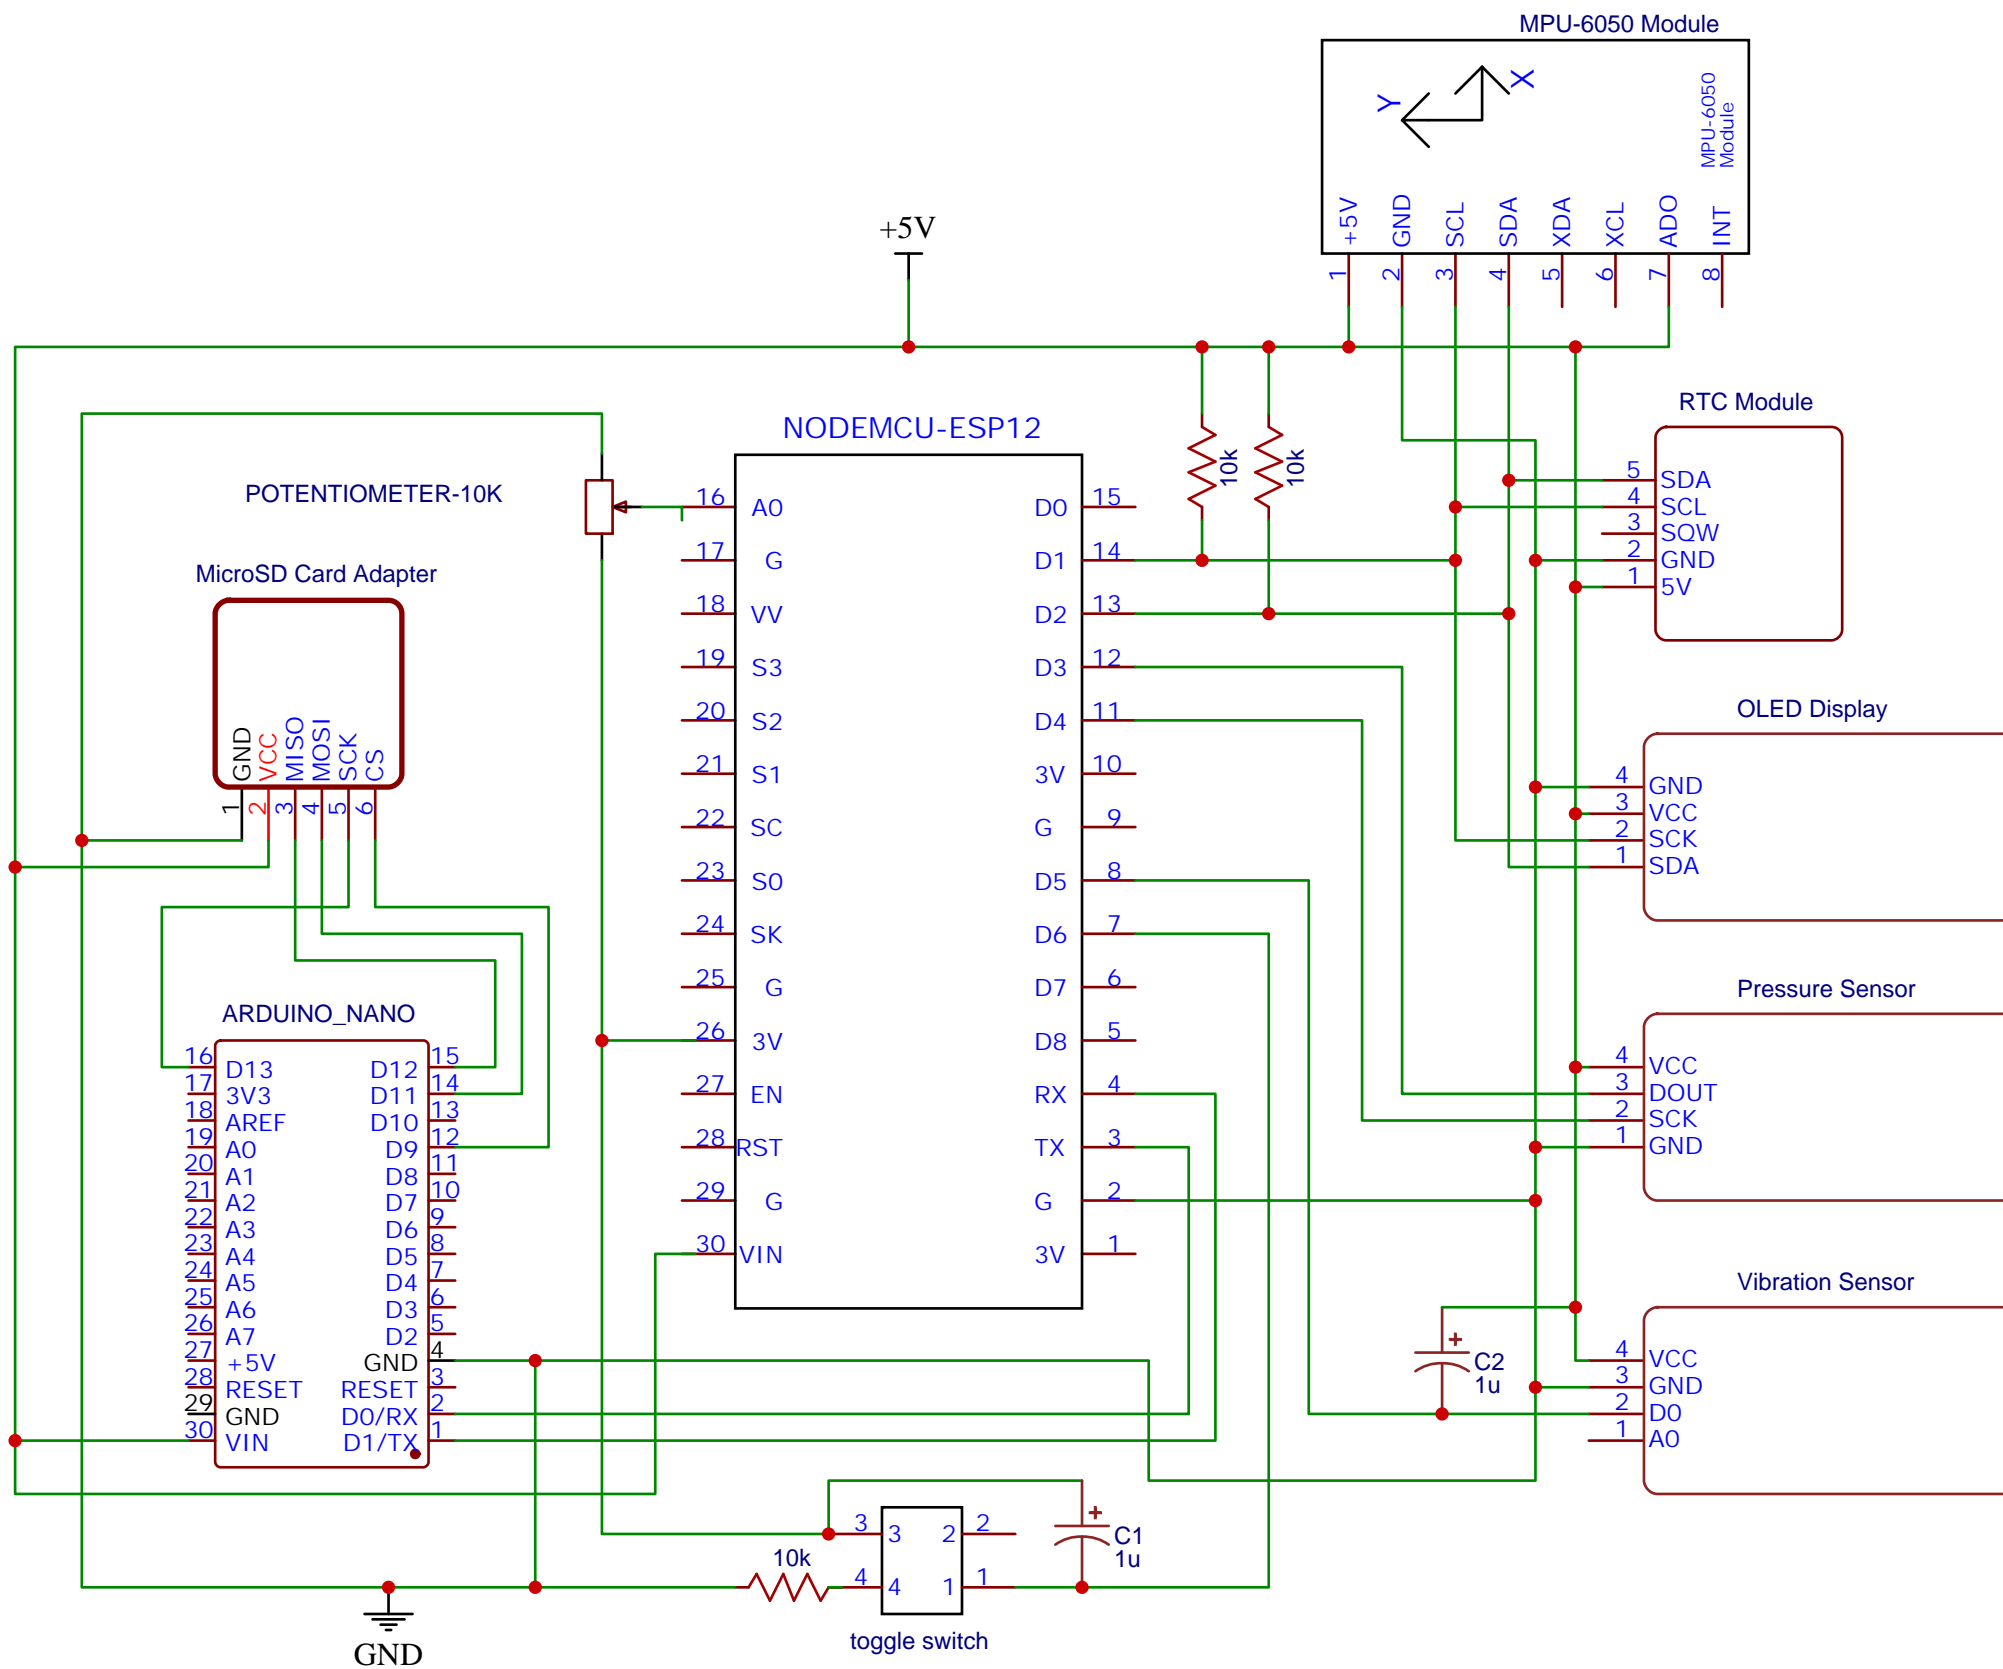 MPU-6050 Module
X
Y
MPU-6050
Module
+5V
GND
SCL
SDA
XDA
XCL
ADO
INT
1
2
3
4
5
6
7
8
+5V
RTC Module
5 SDA
4 SCL
3 SQW
2 GND
1 5V
10k
10k
NODEMCU-ESP12
16 A0
17 G
18 VV
19 S3
20 S2
21 S1
22 SC
23 S0
24 SK
25 G
26 3V
27 EN
28 RST
29 G
30 VIN
D0 15
D1 14
D2 13
D3 12
D4 11
3V 10
G 9
D5 8
D6 7
D7 6
D8 5
RX 4
TX 3
G 2
3V 1
POTENTIOMETER-10K
MicroSD Card Adapter
GND
VCC
MISO
MOSI
SCK
CS
1
2
3
4
5
6
OLED Display
4 GND
3 VCC
2 SCK
1 SDA
Pressure Sensor
4 VCC
3 DOUT
2 SCK
1 GND
ARDUINO_NANO
16 D13
17 3V3
18 AREF
19 A0
20 A1
21 A2
22 A3
23 A4
24 A5
25 A6
26 A7
27 +5V
28 RESET
29 GND
30 VIN
D12 15
D11 14
D10 13
D9 12
D8 11
D7 10
D6 9
D5 8
D4 7
D3 6
D2 5
GND 4
RESET 3
D0/RX 2
D1/TX 1
Vibration Sensor
4 VCC
3 GND
2 D0
1 A0
+
C2
1u
3 3 2 2
4 4 1 1
10k
+
C1
1u
toggle switch
GND